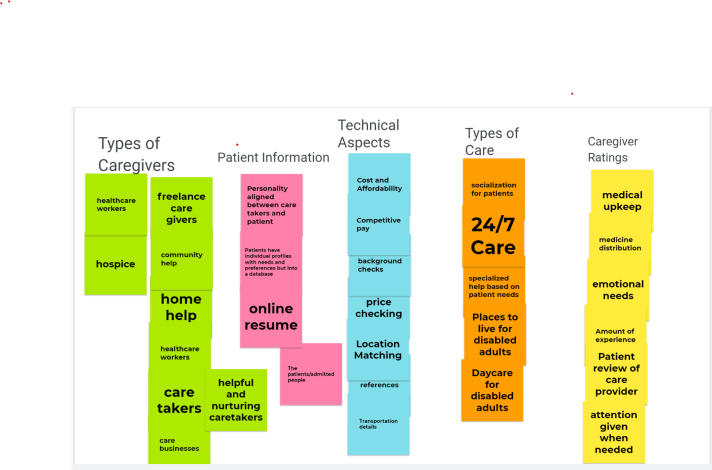 Types of
Caregivers
healthcare
workers
hospice
freelance
care
givers
community
help
home
help
healthcare
workers
care
takers
care
businesses
helpful
and
nurturing
caretakers
Patient Information
Personality
aligned
between care
takers and
patient
Patients have
individual profiles
with needs and
preferences but into
a database
online
resume
The
patients/admitted
people
Technical
Aspects
Cost and
Affordability
Competitive
pay
background
checks
price
checking
Location
Matching
references
Transportation
details
Types of
Care
socialization
for patients
24/7
Care
specialized
help based on
patient needs
Places to
live for
disabled
adults
Daycare
for
disabled
adults
Caregiver
Ratings
medical
upkeep
medicine
distribution
emotional
needs
Amount of
experience
Patient
review of
care
provider
attention
given
when
needed